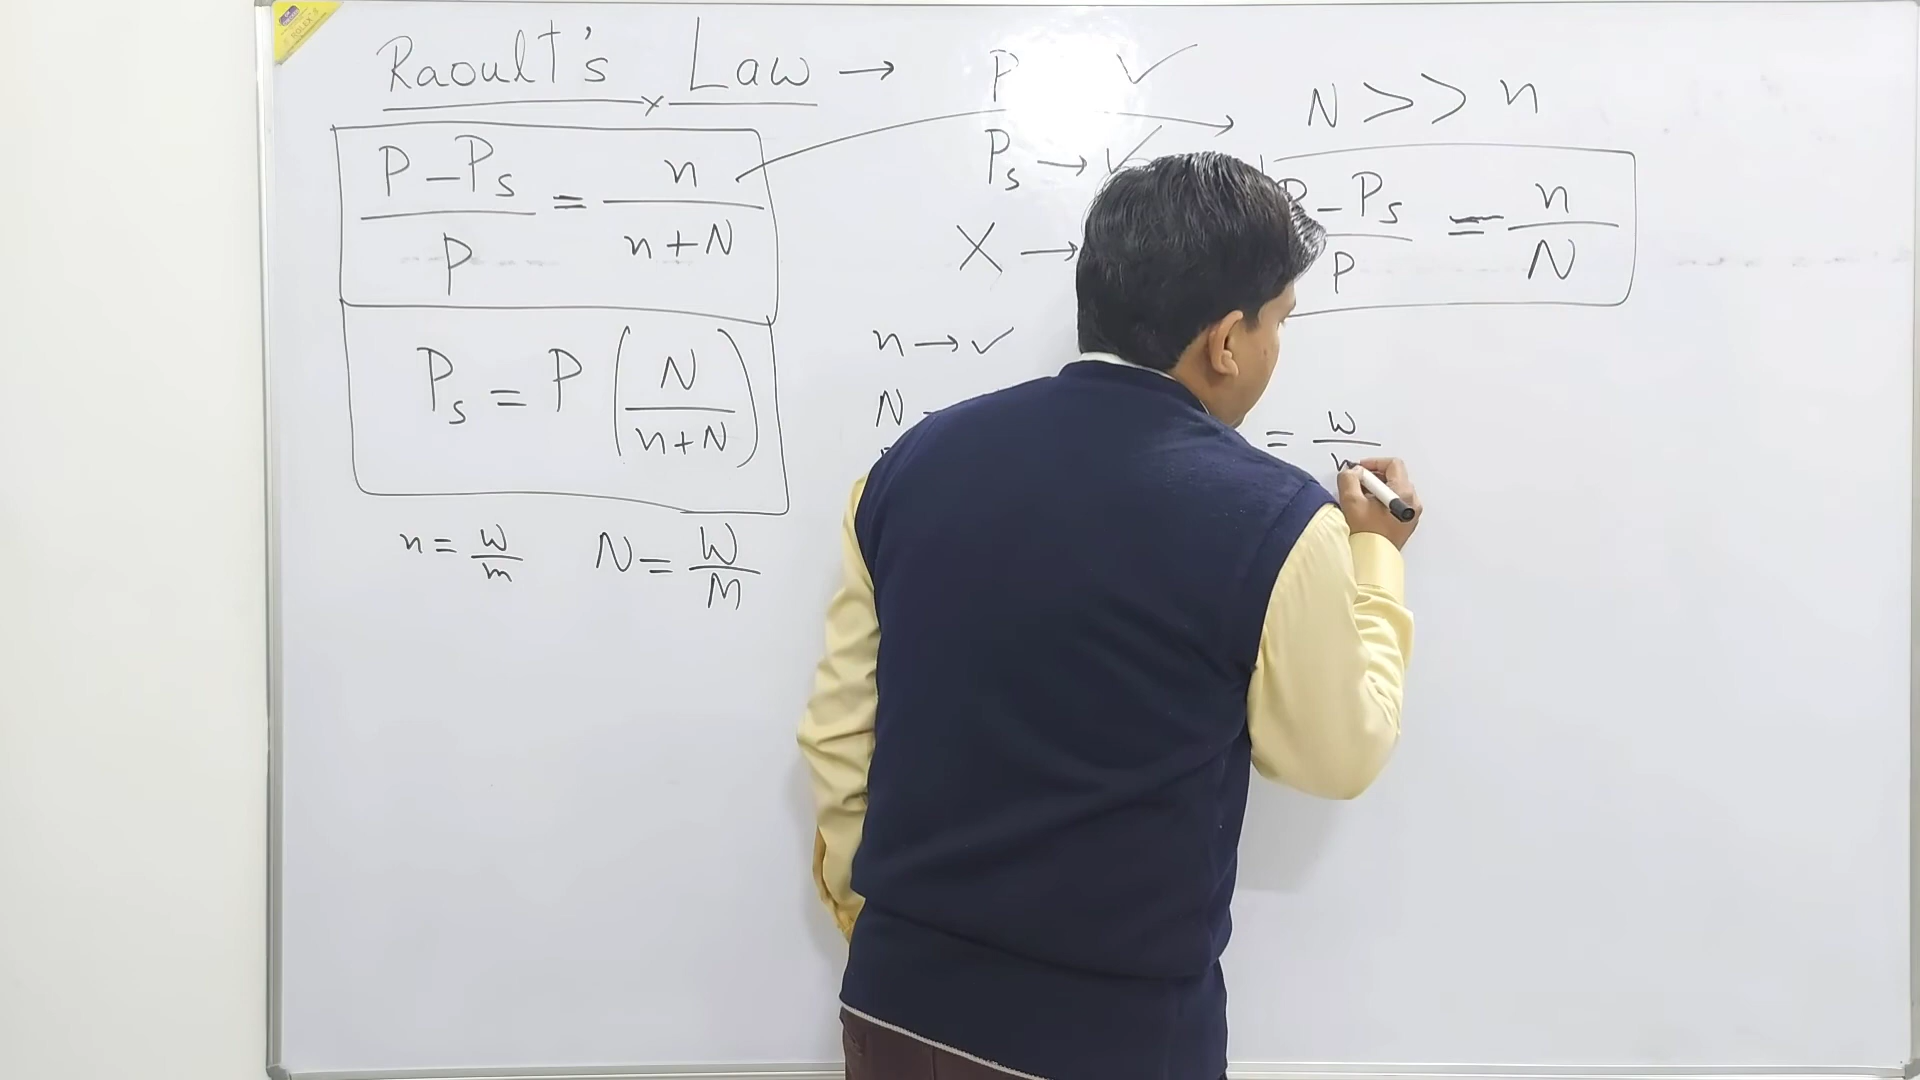 Raoult's Law →
P ✓
Ps → ✓
X →
n → ✓
N
(P - Ps)/P = n/(n+N)
Ps = P (N/(n+N))
n = w/m
N = W/M
N >> n
P - Ps / P = n/N
= w/